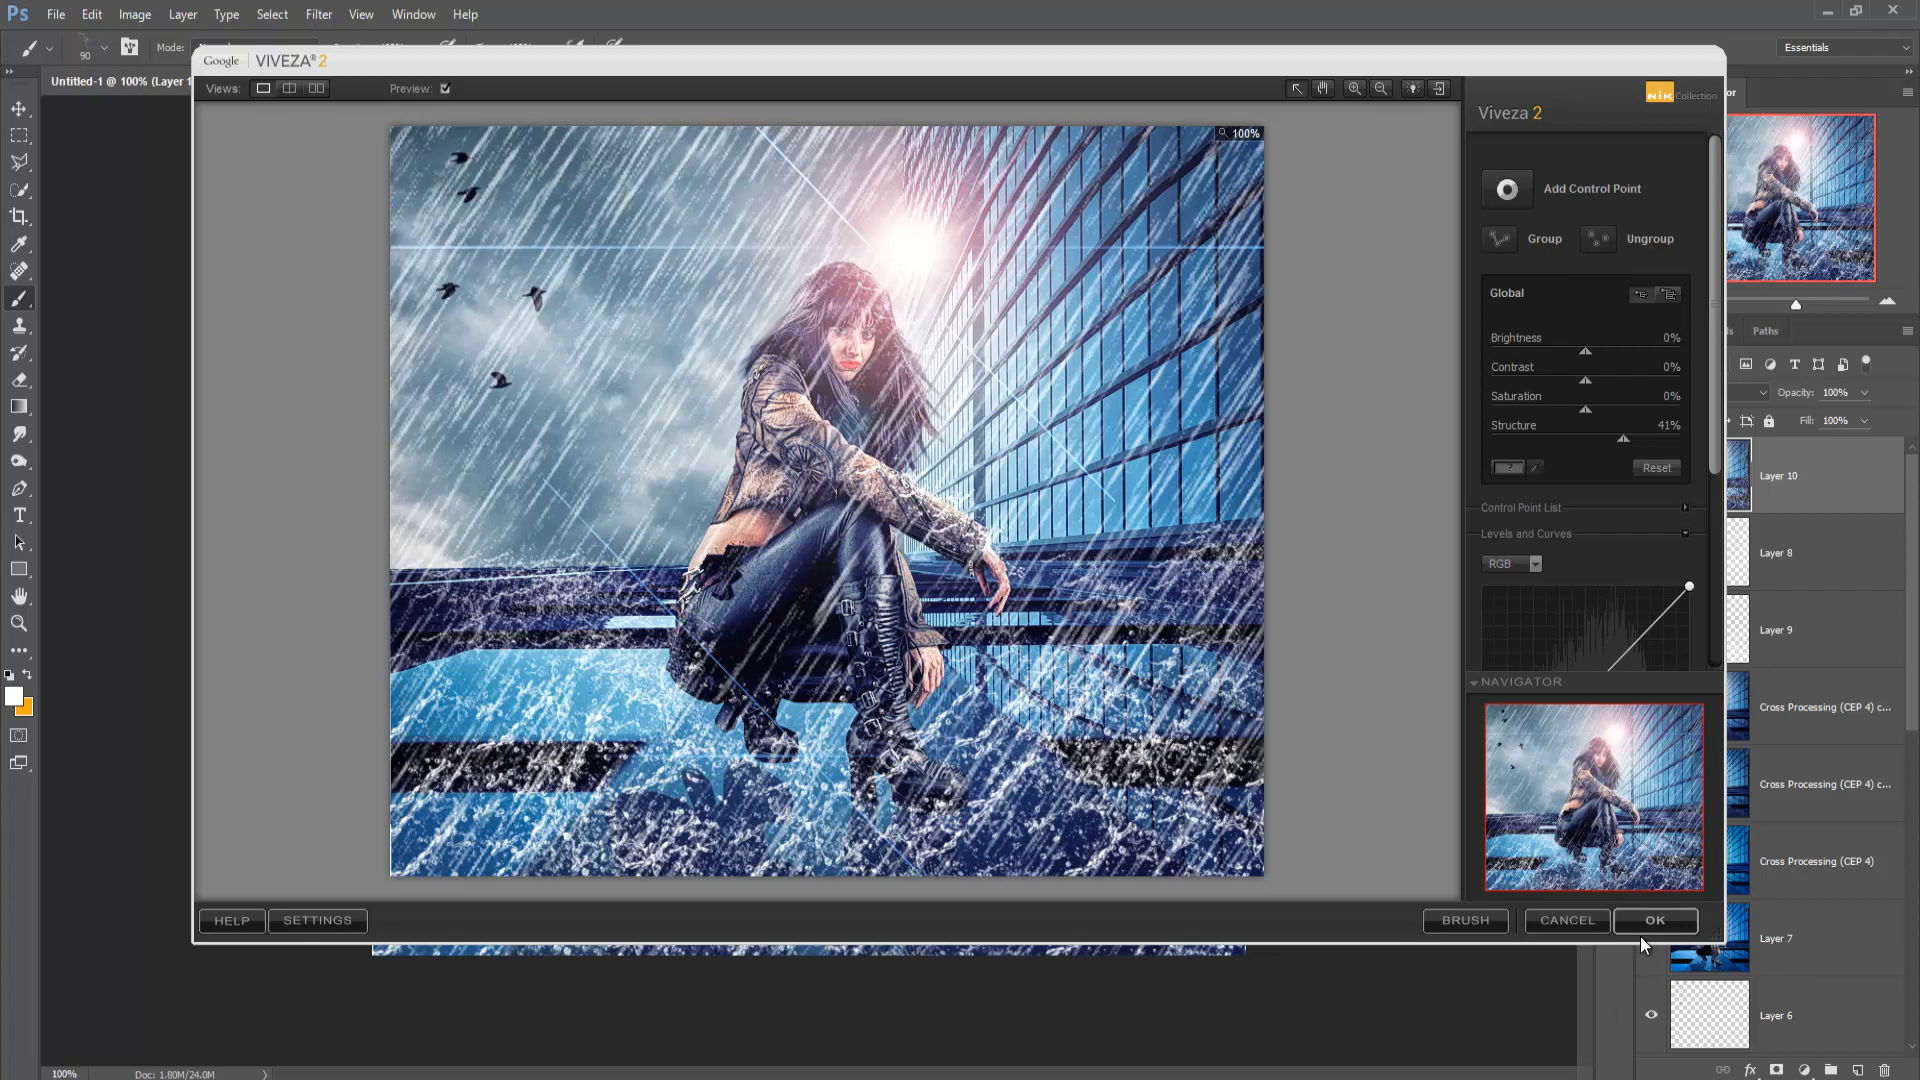 Ps File Edit Image Layer Type Select Filter View Window Help
90 Mode: Essentials
Untitled-1 @ 100% (Layer 1
Google VIVEZA® 2
Views: Preview:
100%
Nik Collection
Viveza 2
Add Control Point
Group Ungroup
Global
Brightness 0%
Contrast 0%
Saturation 0%
Structure 41%
? Reset
Control Point List
Levels and Curves
RGB
NAVIGATOR
HELP SETTINGS BRUSH CANCEL OK
or
ls Paths
Opacity: 100%
Fill: 100%
Layer 10
Layer 8
Layer 9
Cross Processing (CEP 4) c...
Cross Processing (CEP 4) c...
Cross Processing (CEP 4)
Layer 7
Layer 6
100% Doc: 1.80M/24.0M